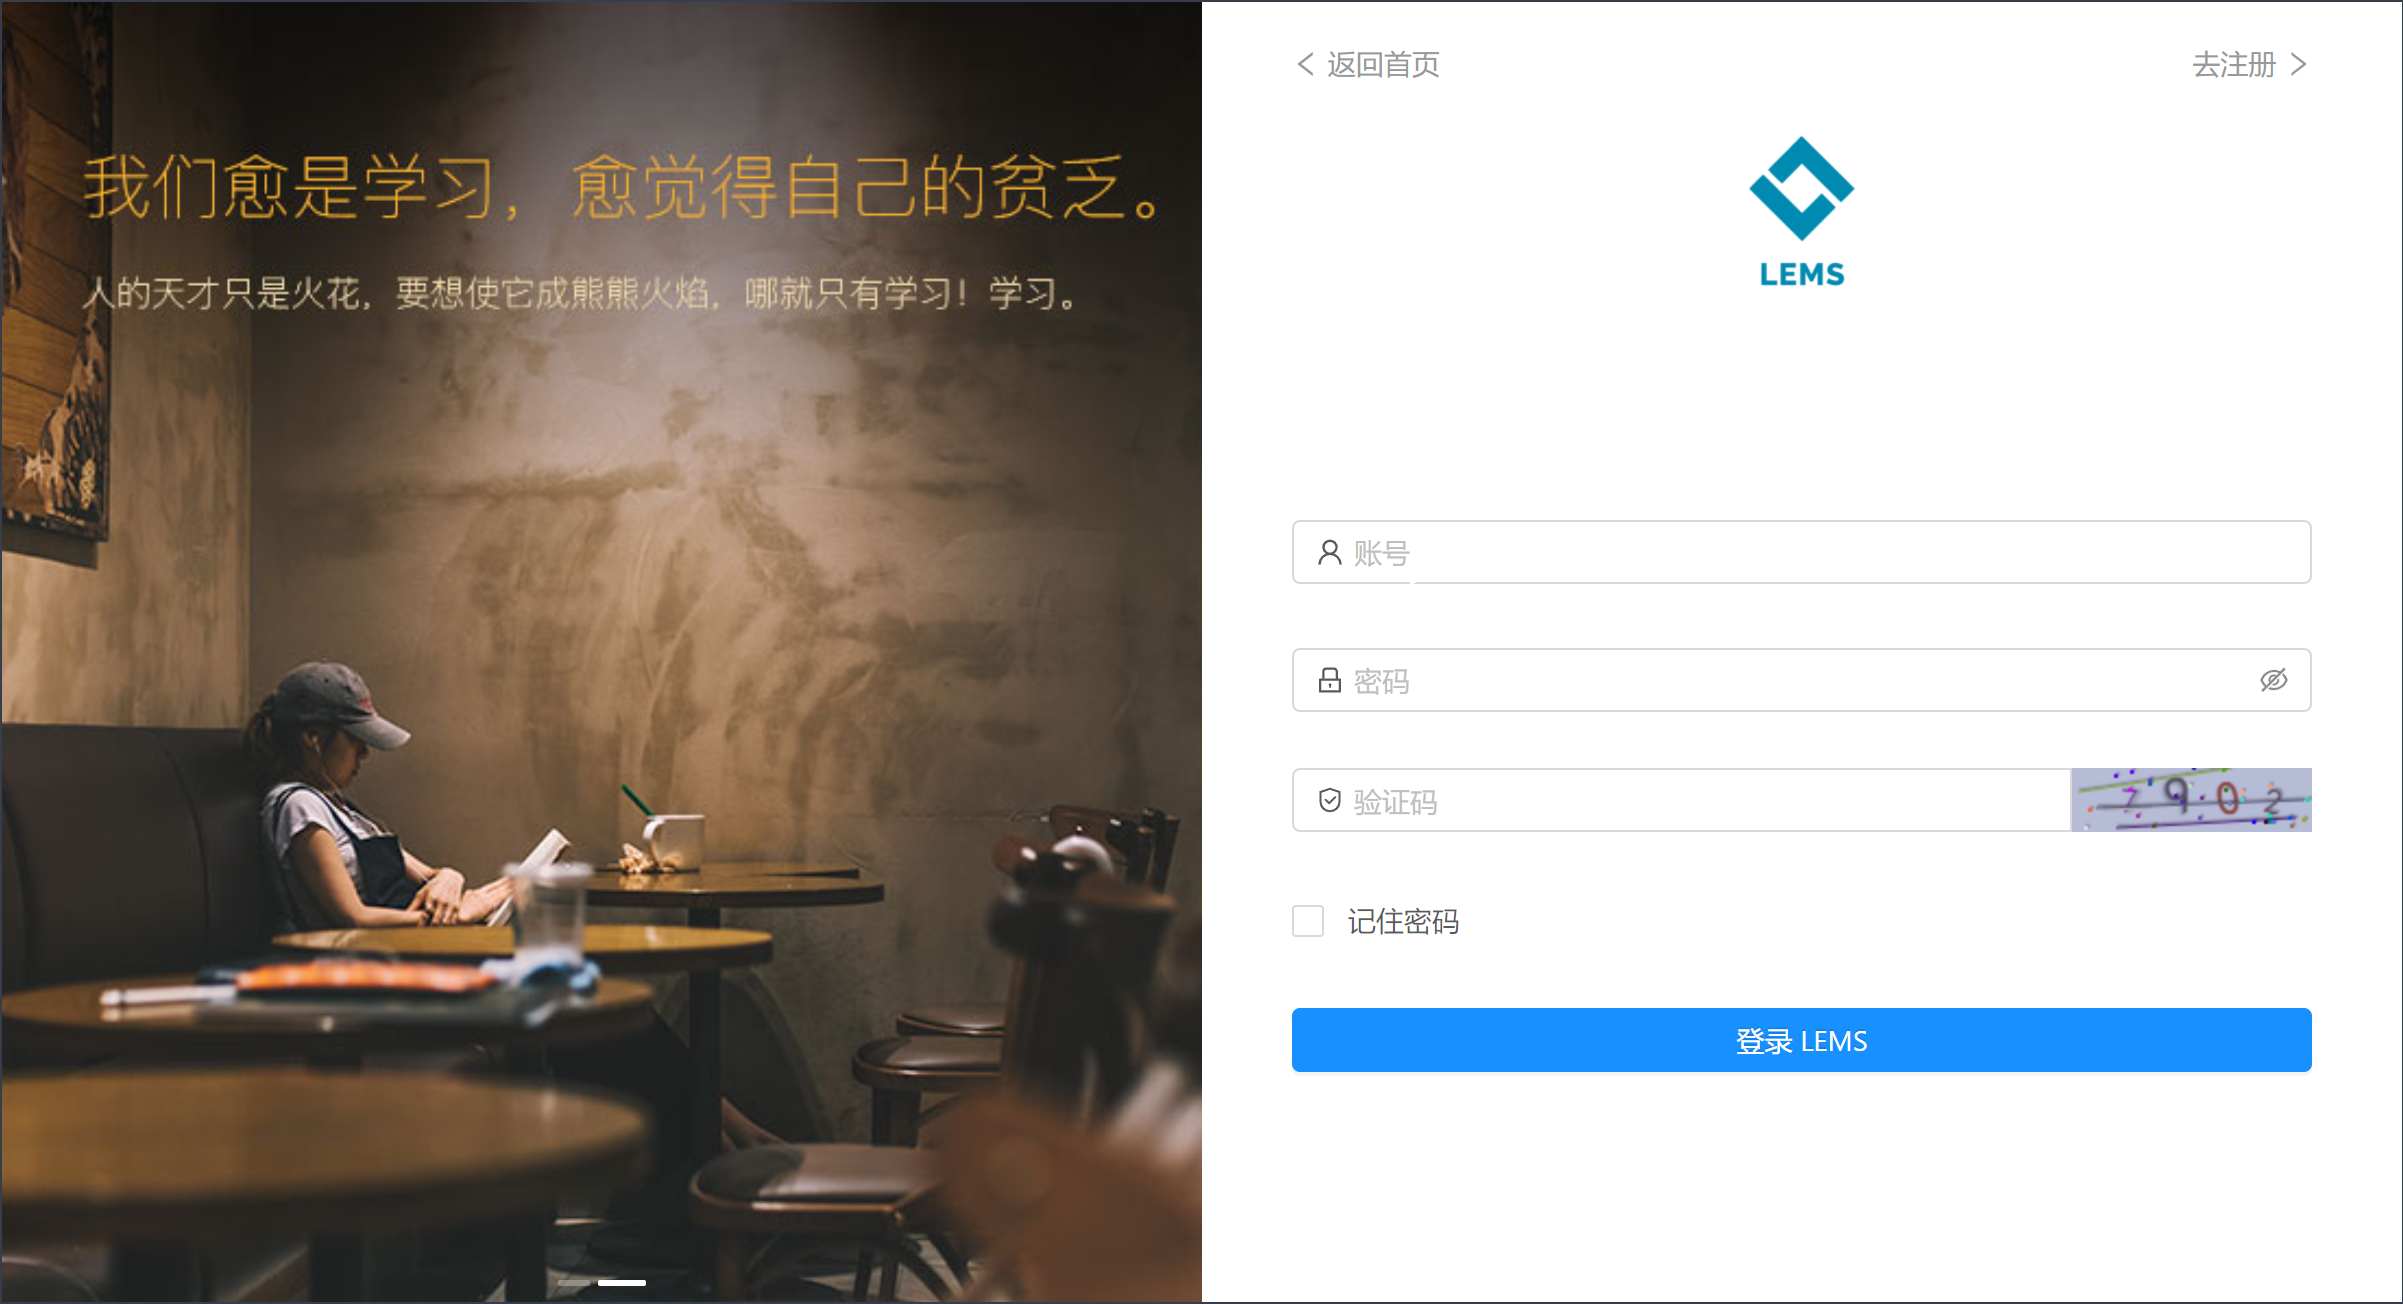 我们愈是学习，愈觉得自己的贫乏。
人的天才只是火花，要想使它成熊熊火焰，哪就只有学习！学习。
返回首页
去注册
LEMS
账号
密码
验证码
7902
记住密码
登录 LEMS